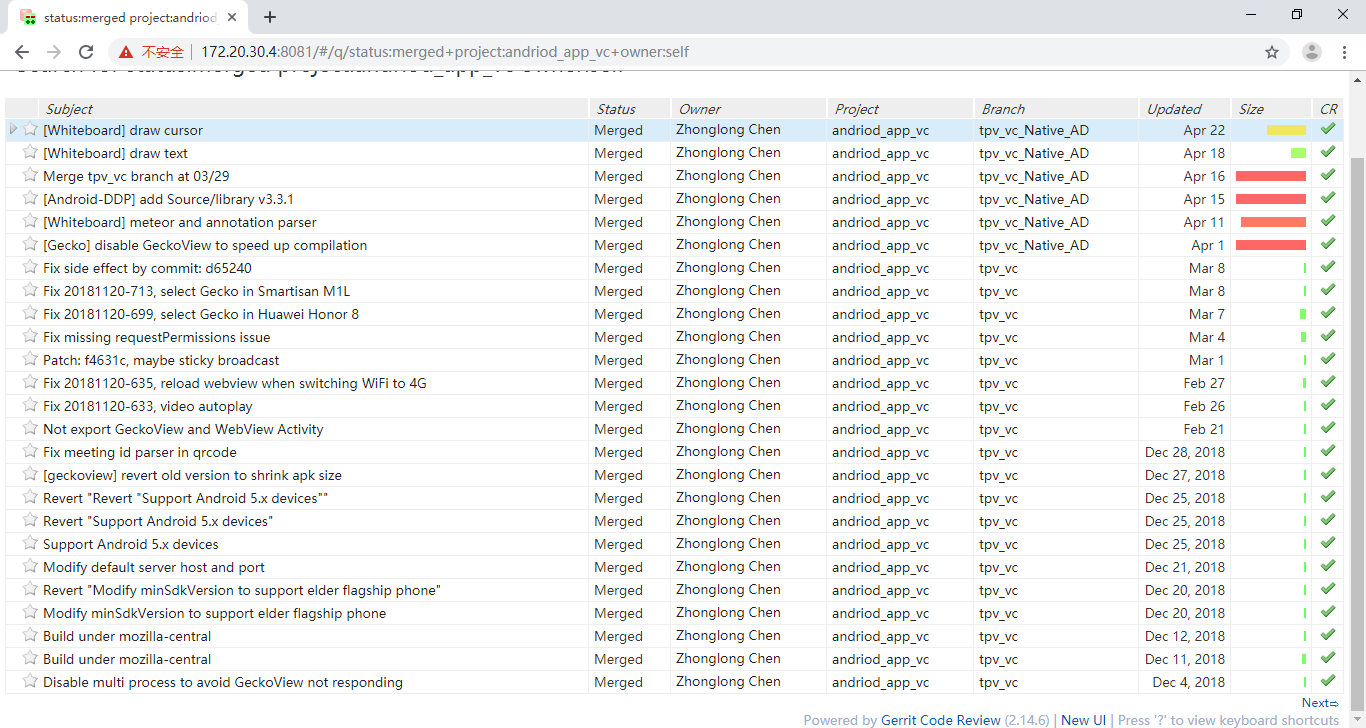 status:merged project:andriod
不安全 172.20.30.4:8081/#/q/status:merged+project:andriod_app_vc+owner:self
Search for status:merged project:andriod_app_vc owner:self
Subject Status Owner Project Branch Updated Size CR
[Whiteboard] draw cursor Merged Zhonglong Chen andriod_app_vc tpv_vc_Native_AD Apr 22
[Whiteboard] draw text Merged Zhonglong Chen andriod_app_vc tpv_vc_Native_AD Apr 18
Merge tpv_vc branch at 03/29 Merged Zhonglong Chen andriod_app_vc tpv_vc_Native_AD Apr 16
[Android-DDP] add Source/library v3.3.1 Merged Zhonglong Chen andriod_app_vc tpv_vc_Native_AD Apr 15
[Whiteboard] meteor and annotation parser Merged Zhonglong Chen andriod_app_vc tpv_vc_Native_AD Apr 11
[Gecko] disable GeckoView to speed up compilation Merged Zhonglong Chen andriod_app_vc tpv_vc_Native_AD Apr 1
Fix side effect by commit: d65240 Merged Zhonglong Chen andriod_app_vc tpv_vc Mar 8
Fix 20181120-713, select Gecko in Smartisan M1L Merged Zhonglong Chen andriod_app_vc tpv_vc Mar 8
Fix 20181120-699, select Gecko in Huawei Honor 8 Merged Zhonglong Chen andriod_app_vc tpv_vc Mar 7
Fix missing requestPermissions issue Merged Zhonglong Chen andriod_app_vc tpv_vc Mar 4
Patch: f4631c, maybe sticky broadcast Merged Zhonglong Chen andriod_app_vc tpv_vc Mar 1
Fix 20181120-635, reload webview when switching WiFi to 4G Merged Zhonglong Chen andriod_app_vc tpv_vc Feb 27
Fix 20181120-633, video autoplay Merged Zhonglong Chen andriod_app_vc tpv_vc Feb 26
Not export GeckoView and WebView Activity Merged Zhonglong Chen andriod_app_vc tpv_vc Feb 21
Fix meeting id parser in qrcode Merged Zhonglong Chen andriod_app_vc tpv_vc Dec 28, 2018
[geckoview] revert old version to shrink apk size Merged Zhonglong Chen andriod_app_vc tpv_vc Dec 27, 2018
Revert "Revert "Support Android 5.x devices"" Merged Zhonglong Chen andriod_app_vc tpv_vc Dec 25, 2018
Revert "Support Android 5.x devices" Merged Zhonglong Chen andriod_app_vc tpv_vc Dec 25, 2018
Support Android 5.x devices Merged Zhonglong Chen andriod_app_vc tpv_vc Dec 25, 2018
Modify default server host and port Merged Zhonglong Chen andriod_app_vc tpv_vc Dec 21, 2018
Revert "Modify minSdkVersion to support elder flagship phone" Merged Zhonglong Chen andriod_app_vc tpv_vc Dec 20, 2018
Modify minSdkVersion to support elder flagship phone Merged Zhonglong Chen andriod_app_vc tpv_vc Dec 20, 2018
Build under mozilla-central Merged Zhonglong Chen andriod_app_vc tpv_vc Dec 12, 2018
Build under mozilla-central Merged Zhonglong Chen andriod_app_vc tpv_vc Dec 11, 2018
Disable multi process to avoid GeckoView not responding Merged Zhonglong Chen andriod_app_vc tpv_vc Dec 4, 2018
Next⇨
Powered by Gerrit Code Review (2.14.6) | New UI | Press '?' to view keyboard shortcuts